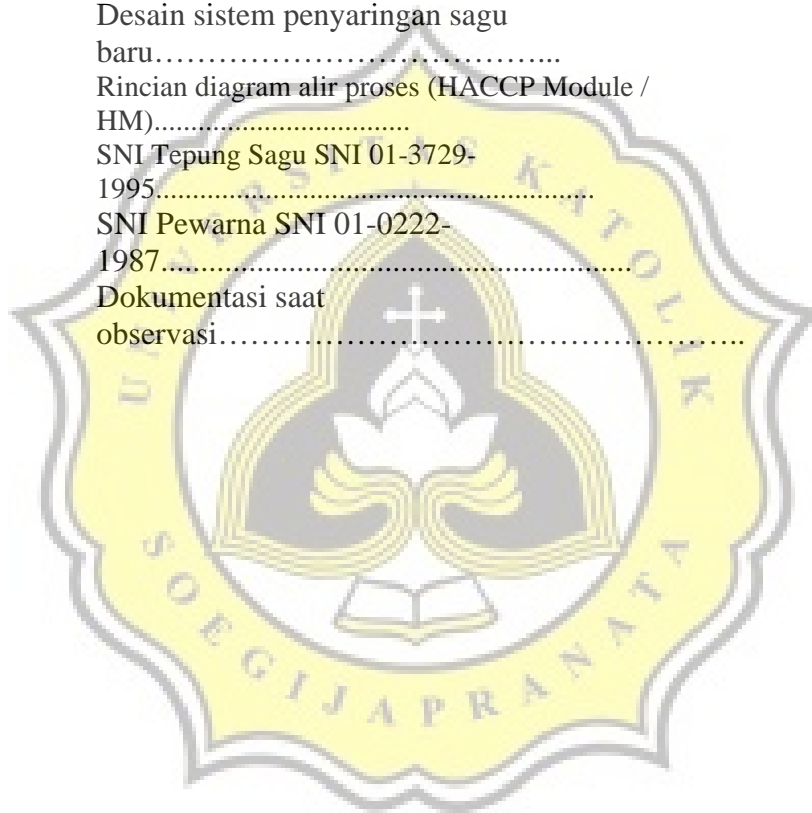 Desain sistem penyaringan sagu
baru………………………………...
Rincian diagram alir proses (HACCP Module /
HM)...................................
SNI Tepung Sagu SNI 01-3729-
1995.............................................................
SNI Pewarna SNI 01-0222-
1987.................................................................
Dokumentasi saat
observasi……………………………………………..
UNIVERSITAS KATOLIK
SOEGIJAPRANATA